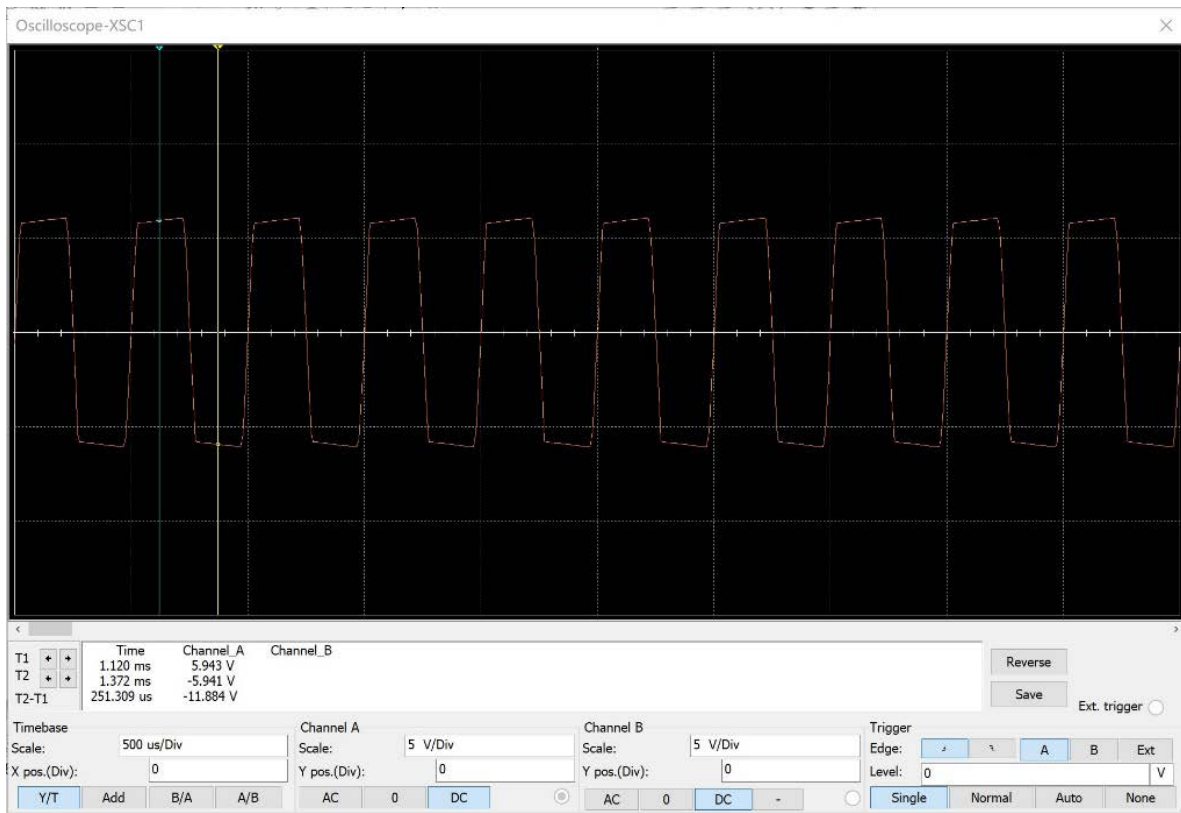 Oscilloscope-XSC1
Time Channel_A Channel_B
T1 1.120 ms 5.943 V
T2 1.372 ms -5.941 V
T2-T1 251.309 us -11.884 V
Reverse
Save
Ext. trigger
Timebase
Scale: 500 us/Div
X pos.(Div): 0
Y/T Add B/A A/B
Channel A
Scale: 5 V/Div
Y pos.(Div): 0
AC 0 DC
Channel B
Scale: 5 V/Div
Y pos.(Div): 0
AC 0 DC -
Trigger
Edge: A B Ext
Level: 0 V
Single Normal Auto None